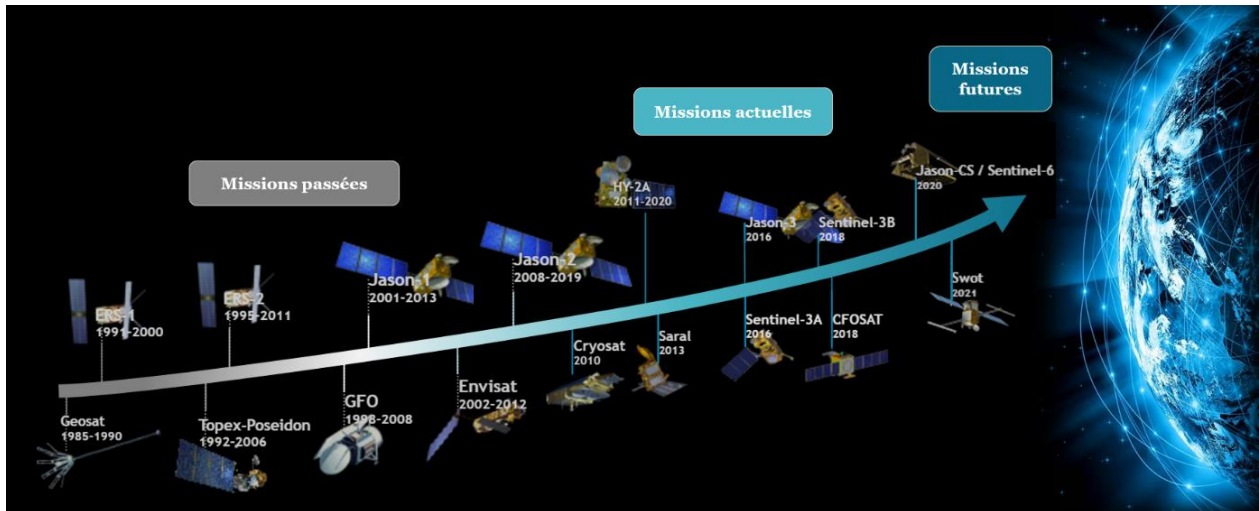 Missions passées
Missions actuelles
Missions futures
Geosat
1985-1990
ERS-1
1991-2000
Topex-Poseidon
1992-2006
ERS-2
1995-2011
GFO
1998-2008
Jason-1
2001-2013
Envisat
2002-2012
Jason-2
2008-2019
Cryosat
2010
HY-2A
2011-2020
Saral
2013
Jason-3
2016
Sentinel-3A
2016
Sentinel-3B
2018
CFOSAT
2018
Jason-CS / Sentinel-6
2020
Swot
2021